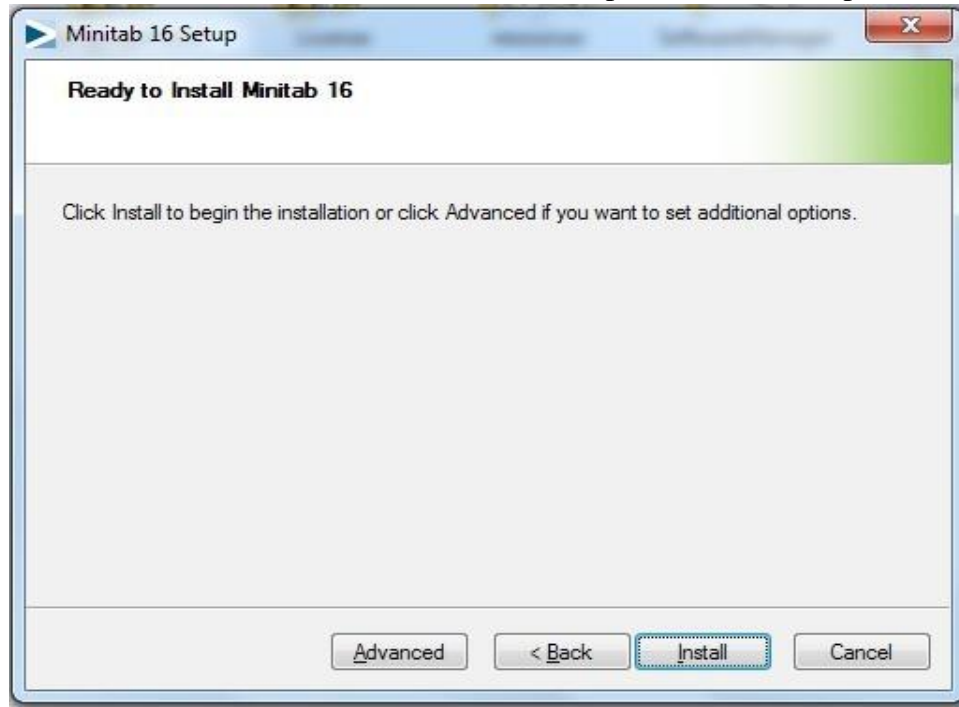 Minitab 16 Setup
Ready to Install Minitab 16
Click Install to begin the installation or click Advanced if you want to set additional options.
Advanced
< Back
Install
Cancel